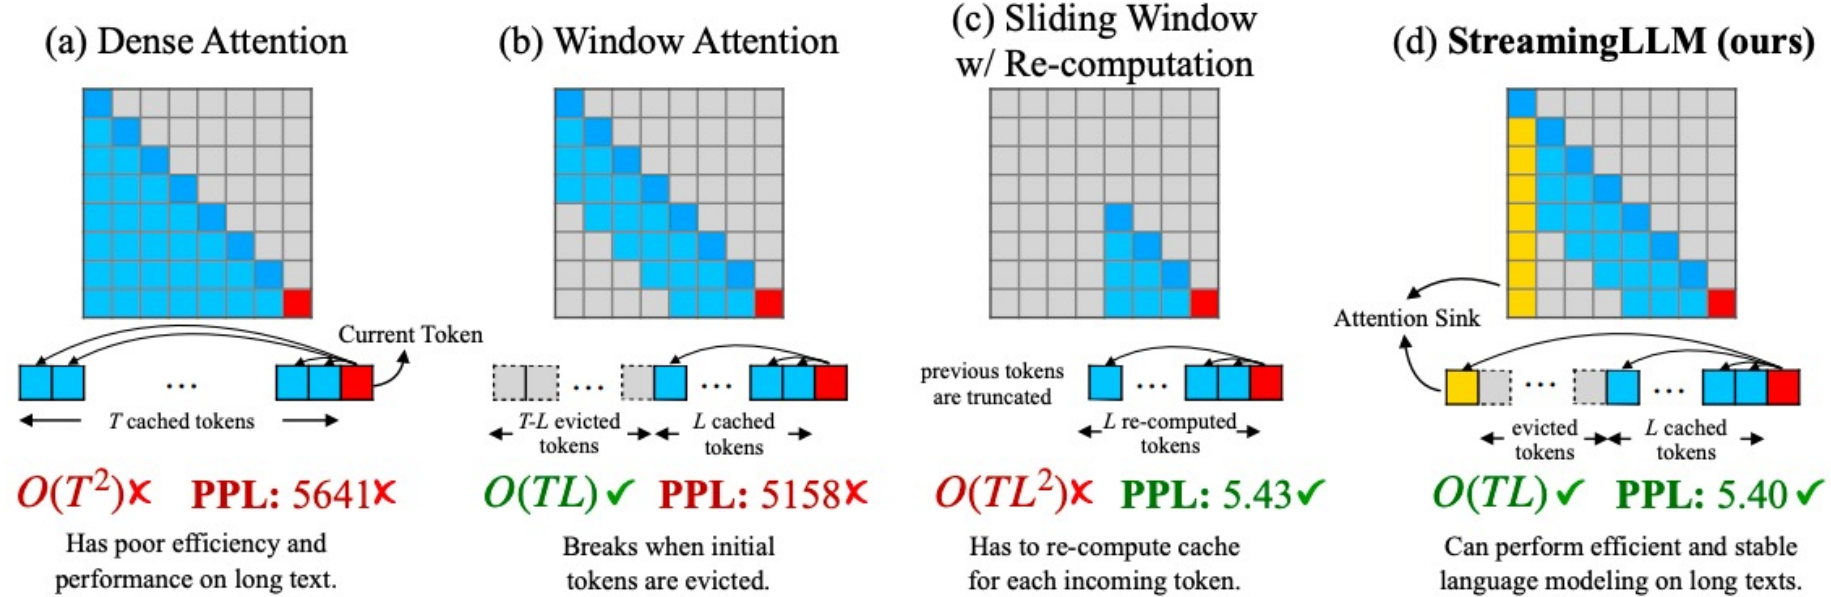 (a) Dense Attention
Current Token
...
T cached tokens
O(T²)✗ PPL: 5641✗
Has poor efficiency and
performance on long text.
(b) Window Attention
... ...
T-L evicted
tokens
L cached
tokens
O(TL)✓ PPL: 5158✗
Breaks when initial
tokens are evicted.
(c) Sliding Window
w/ Re-computation
previous tokens
are truncated
...
L re-computed
tokens
O(TL²)✗ PPL: 5.43✓
Has to re-compute cache
for each incoming token.
(d) StreamingLLM (ours)
Attention Sink
... ...
evicted
tokens
L cached
tokens
O(TL)✓ PPL: 5.40✓
Can perform efficient and stable
language modeling on long texts.